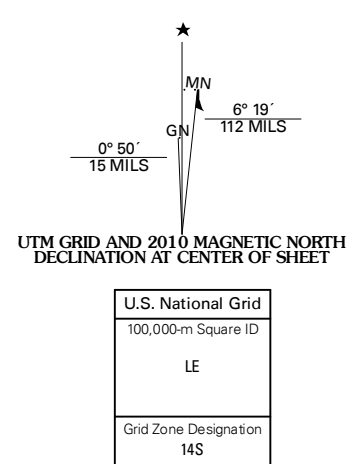 MN
6° 19´
112 MILS
GN
0° 50´
15 MILS
UTM GRID AND 2010 MAGNETIC NORTH
DECLINATION AT CENTER OF SHEET
U.S. National Grid
100,000-m Square ID
LE
Grid Zone Designation
14S